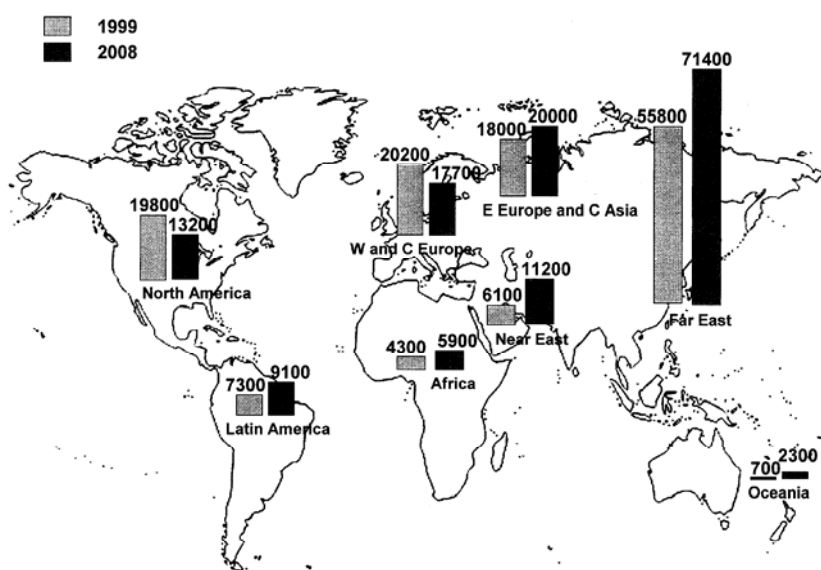 1999
2008
71400
55800
20000
18000
20200
17700
E Europe and C Asia
19800
13200
W and C Europe
11200
6100
North America
Near East
Far East
4300
5900
Africa
9100
7300
Latin America
2300
700
Oceania